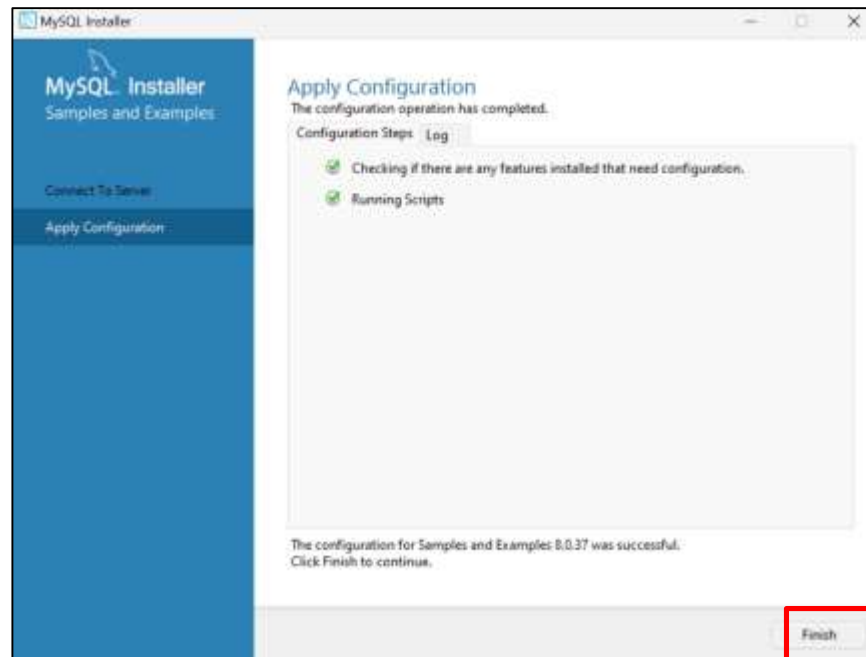 MySQL Installer
MySQL. Installer
Samples and Examples
Connect To Server
Apply Configuration
Apply Configuration
The configuration operation has completed.
Configuration Steps Log
Checking if there are any features installed that need configuration.
Running Scripts
The configuration for Samples and Examples 8.0.37 was successful.
Click Finish to continue.
Finish